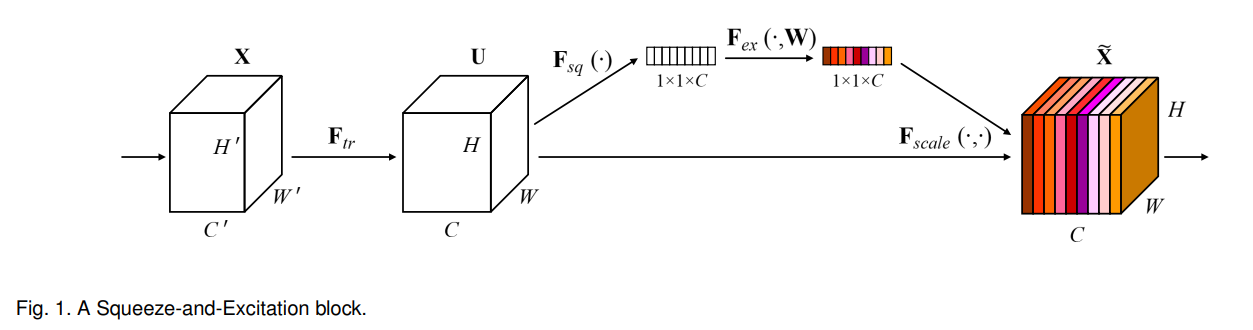 X
H′
W′
C′
F_tr
U
H
W
C
F_sq (·)
1×1×C
F_ex (·,W)
1×1×C
F_scale (·,·)
X̃
H
W
C
Fig. 1. A Squeeze-and-Excitation block.